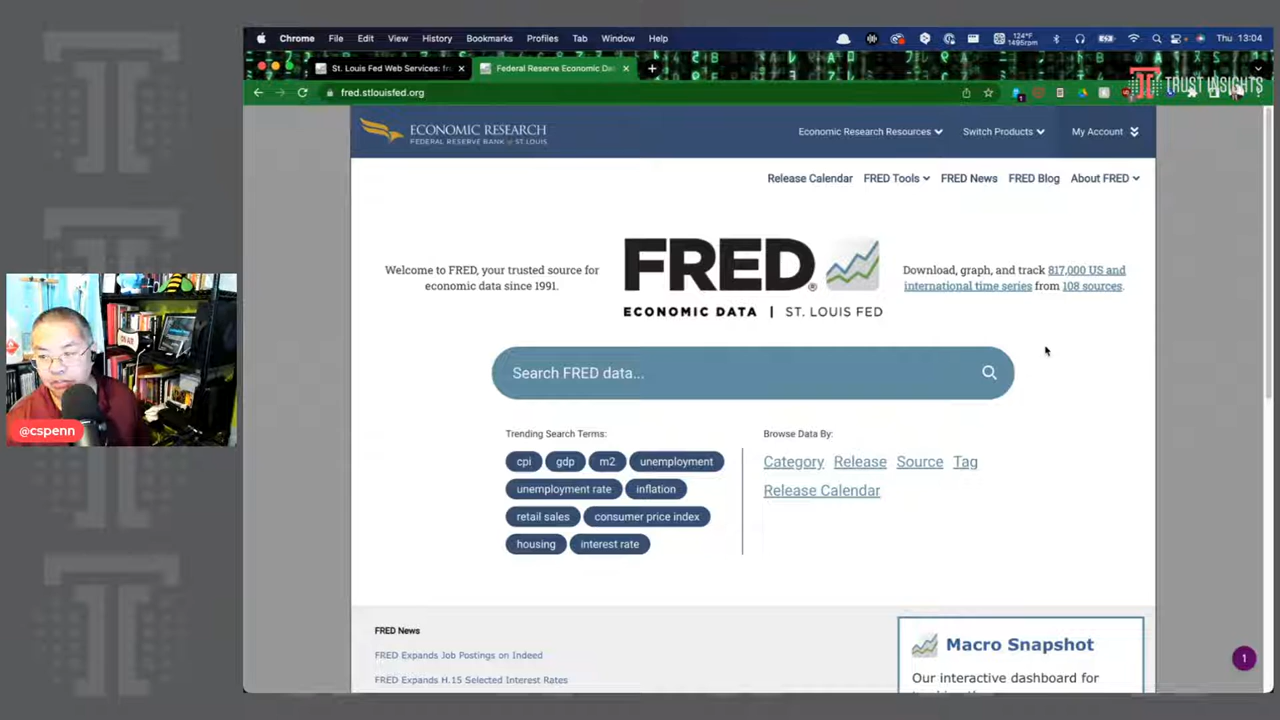 Chrome File Edit View History Bookmarks Profiles Tab Window Help
124°F
1495rpm
Thu 13:04
St. Louis Fed Web Services: fr
Federal Reserve Economic Da
TRUST INSIGHTS
fred.stlouisfed.org
ECONOMIC RESEARCH
FEDERAL RESERVE BANK OF ST. LOUIS
Economic Research Resources
Switch Products
My Account
Release Calendar FRED Tools FRED News FRED Blog About FRED
Welcome to FRED, your trusted source for
economic data since 1991.
FRED®
ECONOMIC DATA | ST. LOUIS FED
Download, graph, and track 817,000 US and
international time series from 108 sources.
Search FRED data...
Trending Search Terms:
cpi gdp m2 unemployment
unemployment rate inflation
retail sales consumer price index
housing interest rate
Browse Data By:
Category Release Source Tag
Release Calendar
@cspenn
FRED News
FRED Expands Job Postings on Indeed
FRED Expands H.15 Selected Interest Rates
Macro Snapshot
Our interactive dashboard for
1